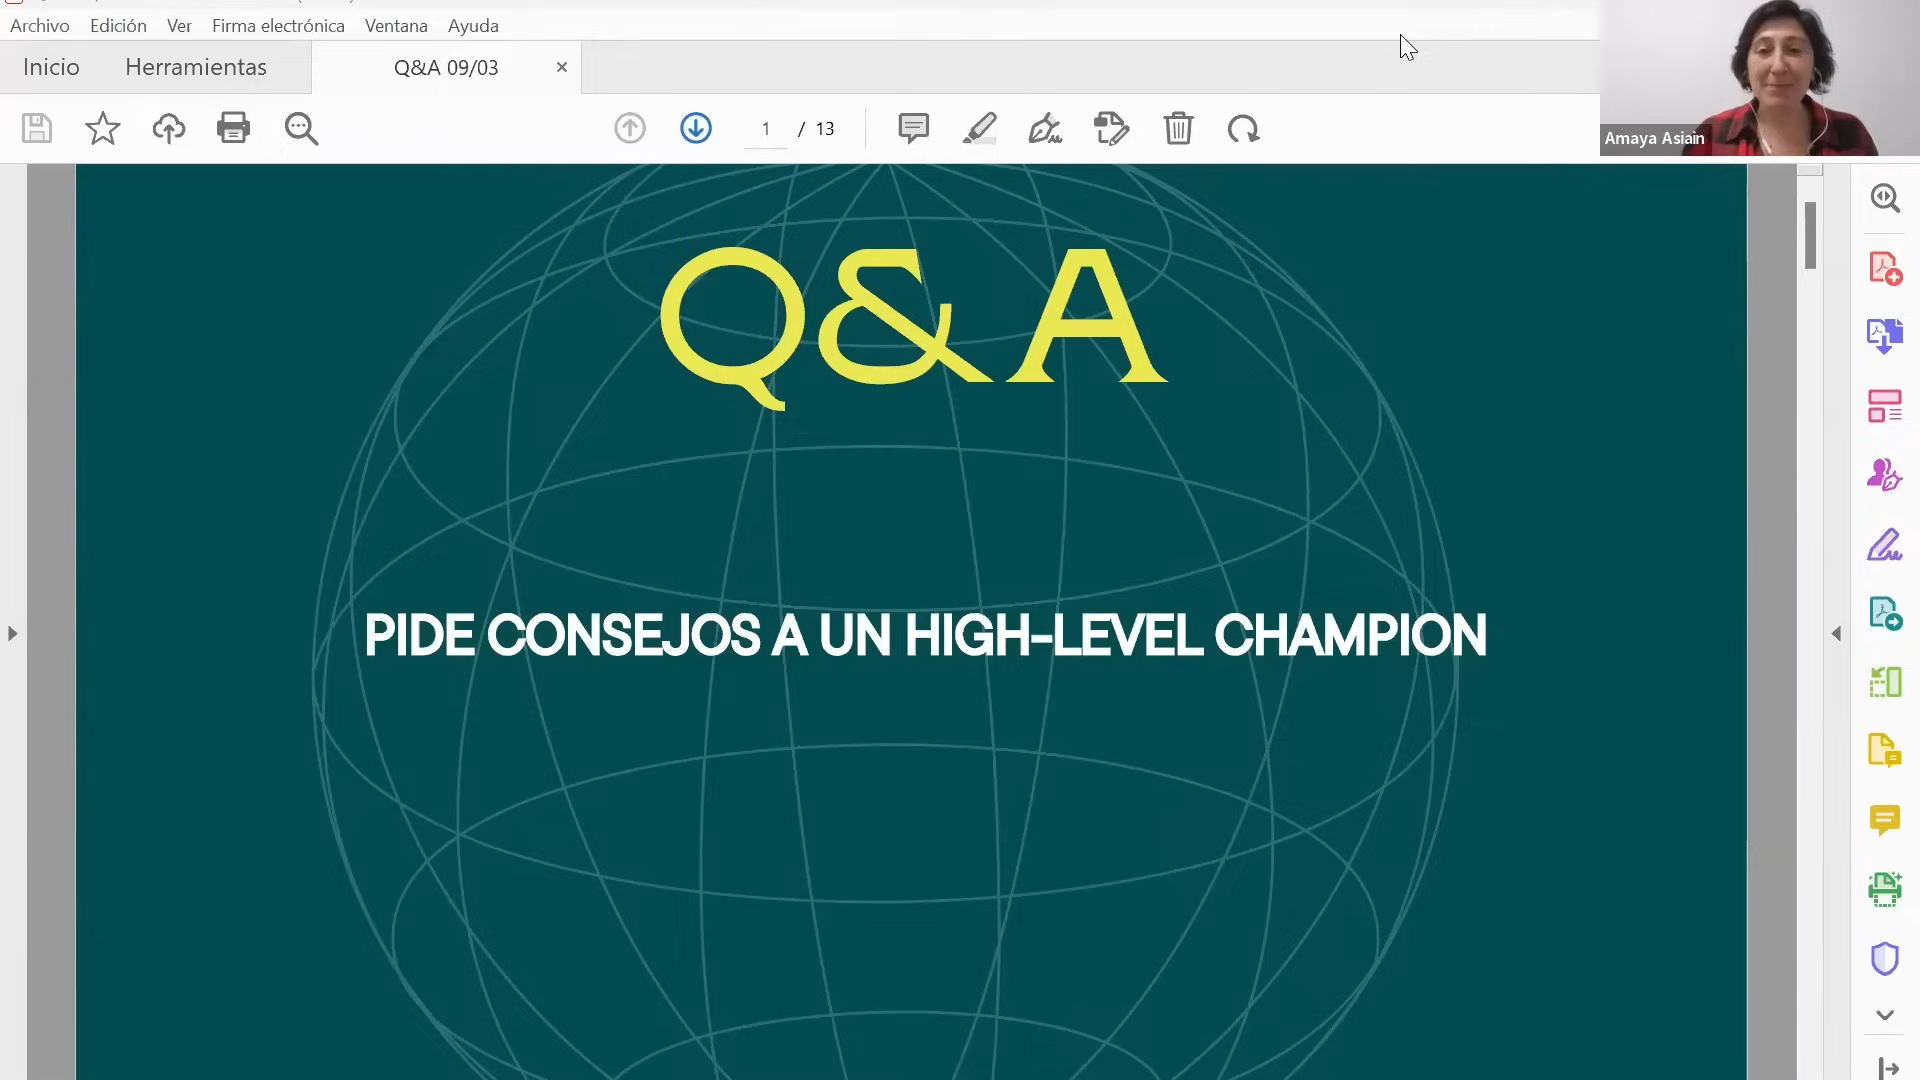 Archivo Edición Ver Firma electrónica Ventana Ayuda
Inicio Herramientas Q&A 09/03
1 / 13
Amaya Asiain
Q&A
PIDE CONSEJOS A UN HIGH-LEVEL CHAMPION